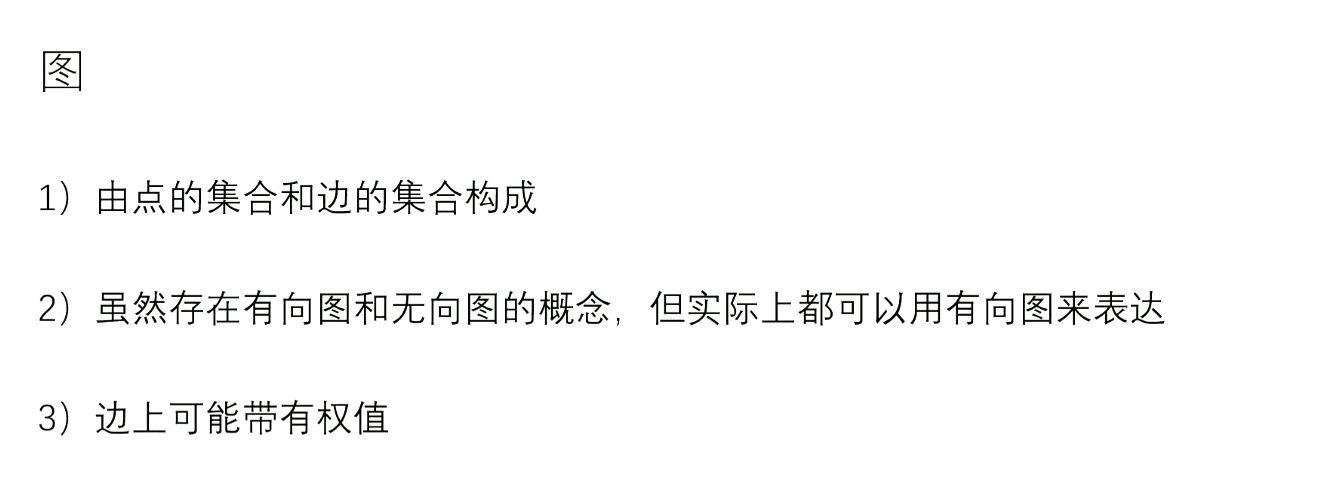 图
1）由点的集合和边的集合构成
2）虽然存在有向图和无向图的概念，但实际上都可以用有向图来表达
3）边上可能带有权值